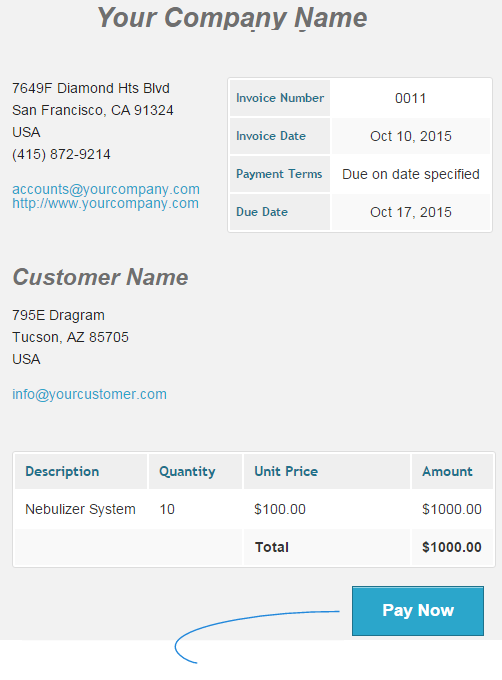 Your Company Name
7649F Diamond Hts Blvd
San Francisco, CA 91324
USA
(415) 872-9214
accounts@yourcompany.com
http://www.yourcompany.com
Invoice Number 0011
Invoice Date Oct 10, 2015
Payment Terms Due on date specified
Due Date Oct 17, 2015
Customer Name
795E Dragram
Tucson, AZ 85705
USA
info@yourcustomer.com
Description Quantity Unit Price Amount
Nebulizer System 10 $100.00 $1000.00
Total $1000.00
Pay Now